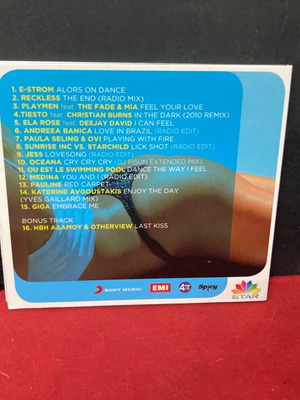 1. E-STROM ALORS ON DANCE
2. RECKLESS THE END (RADIO MIX)
3. PLAYMEN feat. THE FADE & MIA FEEL YOUR LOVE
4.TIESTO feat. CHRISTIAN BURNS IN THE DARK (2010 REMIX)
5. ELA ROSE feat DEEJAY DAVID I CAN FEEL
6. ANDREEA BANICA LOVE IN BRAZIL (RADIO EDIT)
7. PAULA SELING & OVI PLAYING WITH FIRE
8. SUNRISE INC VS. STARCHILD LICK SHOT (RADIO EDIT)
9. JESS LOVESONG (RADIO EDIT)
10. OCEANA CRY CRY CRY (DJ FISUN EXTENDED MIX)
11. OU EST LE SWIMMING POOL DANCE THE WAY I FEEL
12. MEDINA YOU AND I (RADIO EDIT)
13. PAULINE RED CARPET
14. KATERINE AVGOUSTAKIS ENJOY THE DAY
(YVES GAILLARD MIX)
15. GIGA EMBRACE ME
BONUS TRACK
16. ΗΒΗ ΑΔΑΜΟΥ & OTHERVIEW LAST KISS
SONY MUSIC EMI Spicy
STAR